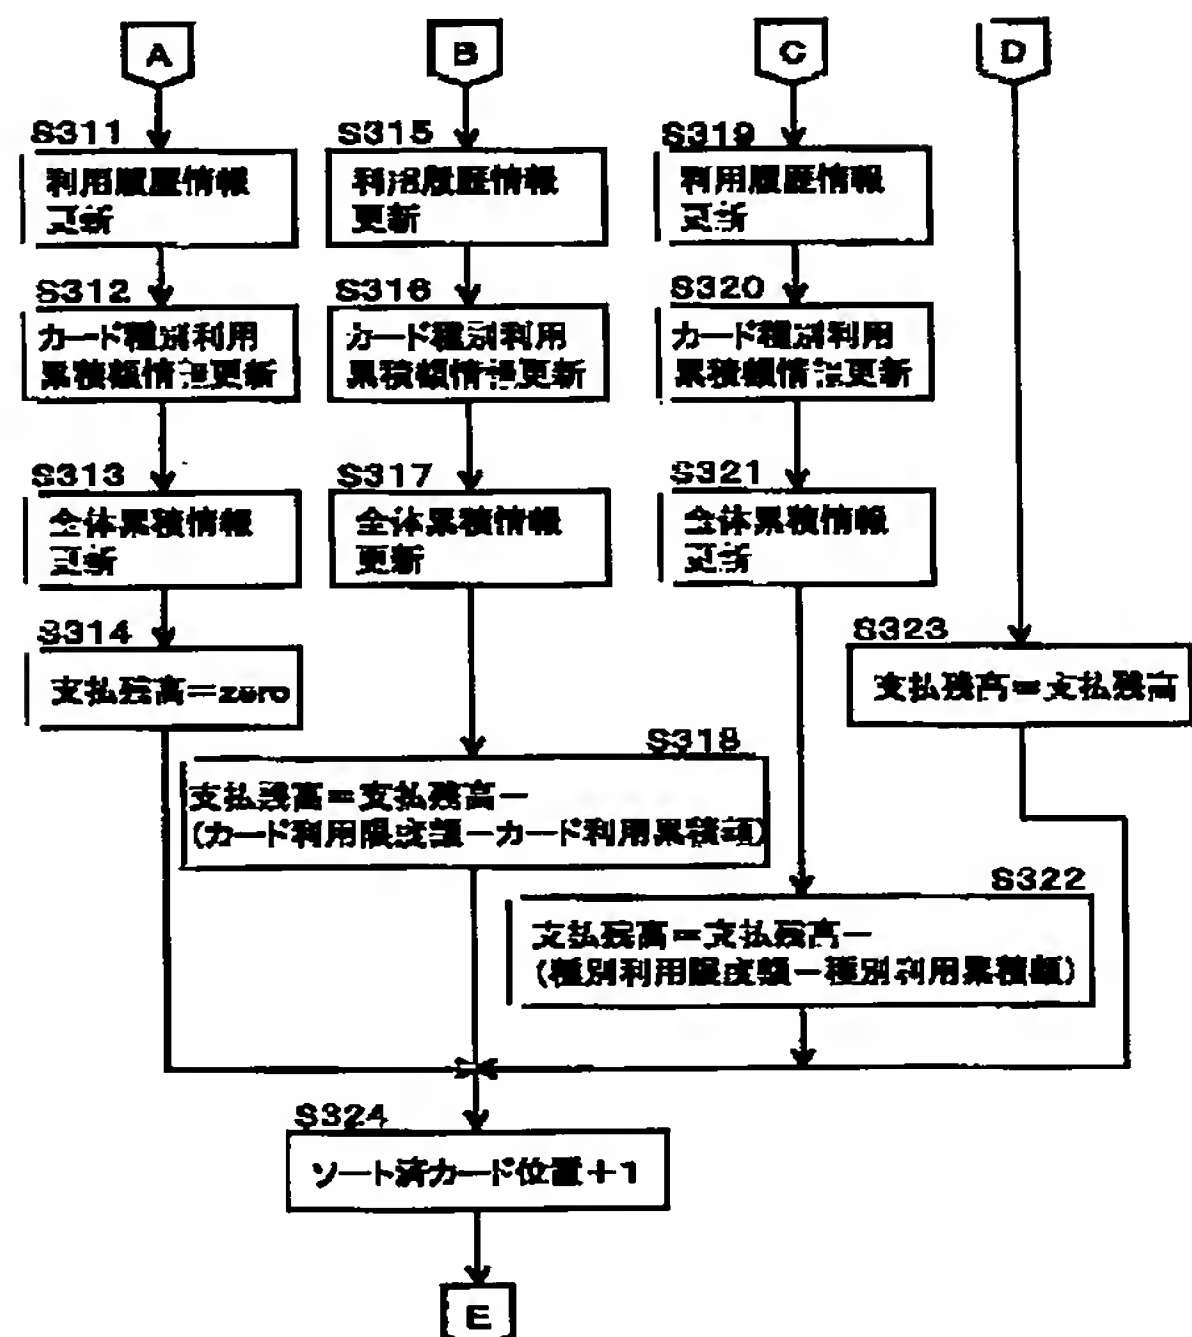 A
B
C
D
S311
利用履歴情報
更新
S315
利用履歴情報
更新
S319
利用履歴情報
更新
S312
カード種別利用
累積額情報更新
S316
カード種別利用
累積額情報更新
S320
カード種別利用
累積額情報更新
S313
全体累積情報
更新
S317
全体累積情報
更新
S321
全体累積情報
更新
S314
支払残高=zero
S323
支払残高=支払残高
S318
支払残高=支払残高−
(カード利用限度額−カード利用累積額)
S322
支払残高=支払残高−
(種別利用限度額−種別利用累積額)
S324
ソート済カード位置+1
E